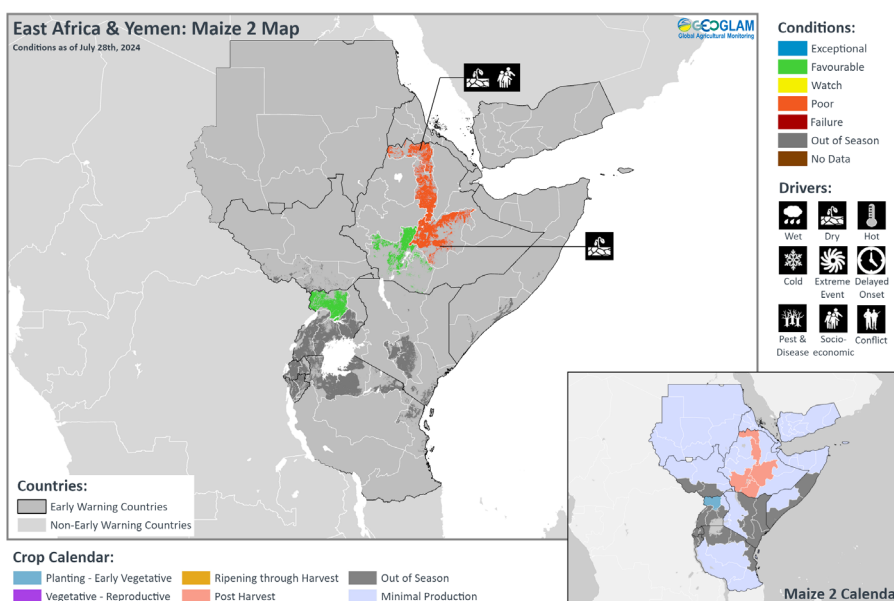 East Africa & Yemen: Maize 2 Map
Conditions as of July 28th, 2024
GEOGLAM
Global Agricultural Monitoring
Conditions:
Exceptional
Favourable
Watch
Poor
Failure
Out of Season
No Data
Drivers:
Wet Dry Hot
Cold Extreme Event Delayed Onset
Pest & Disease Socio-economic Conflict
Countries:
Early Warning Countries
Non-Early Warning Countries
Crop Calendar:
Planting - Early Vegetative Ripening through Harvest Out of Season
Vegetative - Reproductive Post Harvest Minimal Production
Maize 2 Calenda